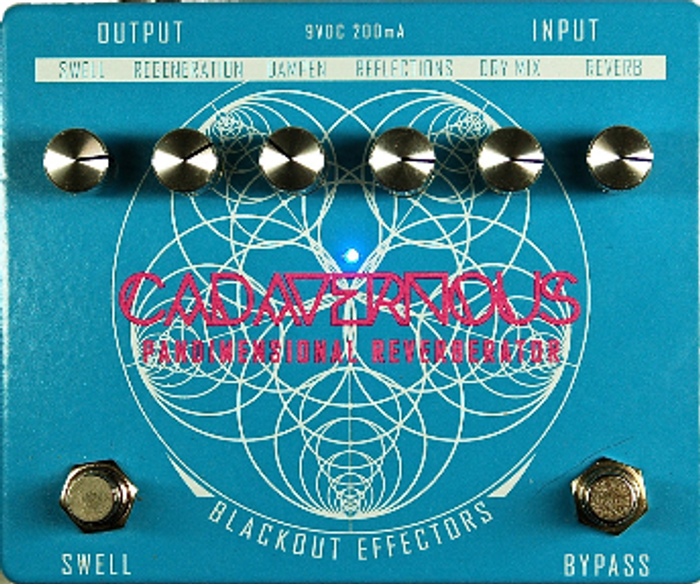 OUTPUT 9VDC 200mA INPUT
SWELL REGENERATION DAMPEN REFLECTIONS DRY MIX REVERB
CADAVERNOUS
PANDIMENSIONAL REVERBERATOR
BLACKOUT EFFECTORS
SWELL BYPASS